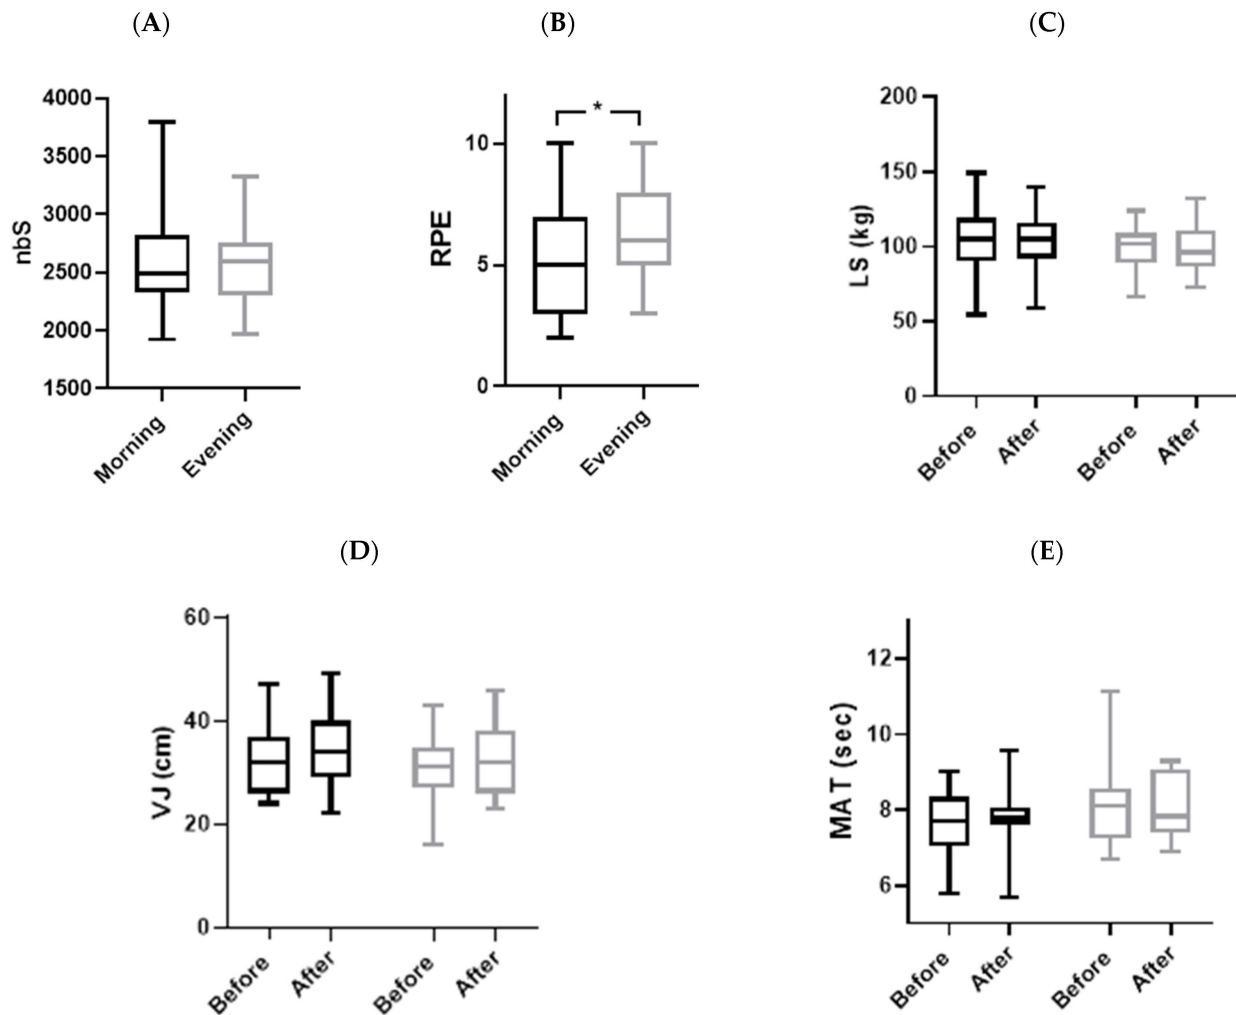 (A)
(B)
(C)
4000
3500
3000
2500
2000
1500
nbS
Morning
Evening
*
10
5
0
RPE
Morning
Evening
200
150
100
50
0
LS (kg)
Before
After
Before
After
(D)
(E)
60
40
20
0
VJ (cm)
Before
After
Before
After
12
10
8
6
MAT (sec)
Before
After
Before
After